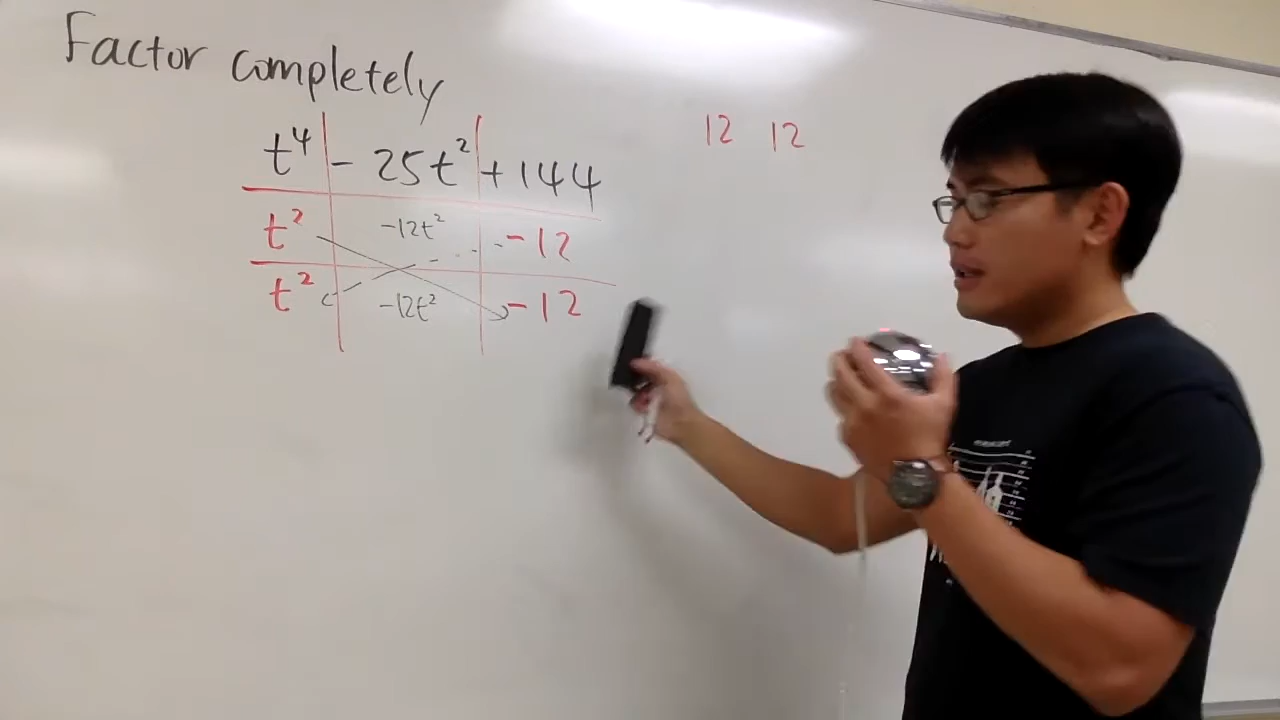 Factor completely
t⁴ - 25t² + 144
12 12
t² -12t² -12
t² -12t² -12